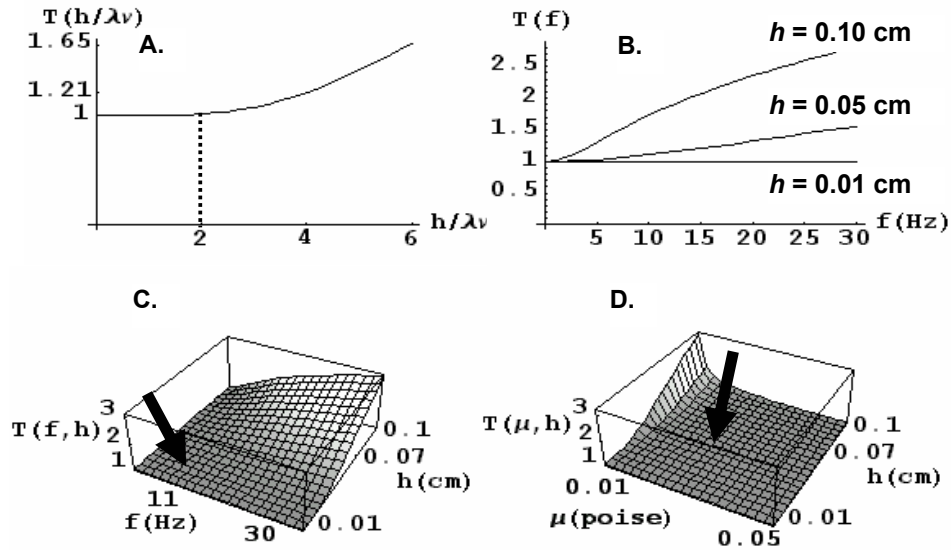 T(h/λν)
A.
1.65
1.21
1
2
4
6
h/λν
T(f)
B.
h = 0.10 cm
2.5
2
h = 0.05 cm
1.5
1
h = 0.01 cm
0.5
5
10
15
20
25
30
f(Hz)
C.
3
T(f,h)
2
1
11
f(Hz)
30
0.1
0.07
h(cm)
0.01
D.
3
T(μ,h)
2
1
0.01
μ(poise)
0.05
0.1
0.07
h(cm)
0.01